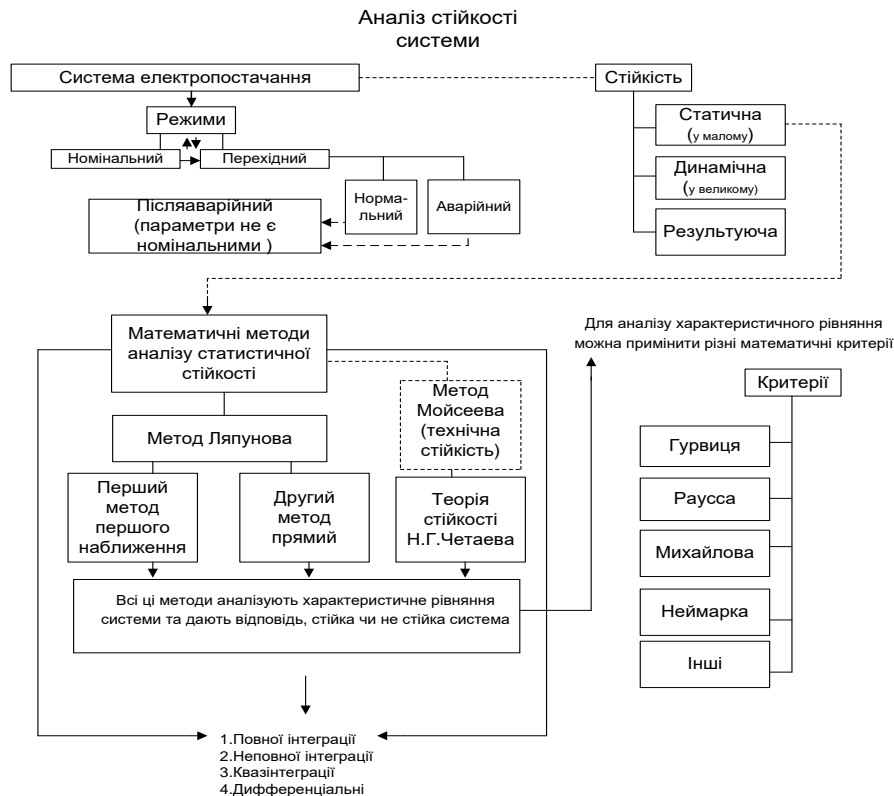 Аналіз стійкості
системи
Система електропостачання
Стійкість
Режими
Номінальний
Перехідний
Статична
(у малому)
Динамічна
(у великому)
Результуюча
Норма-
льний
Аварійний
Післяаварійний
(параметри не є
номінальними )
Математичні методи
аналізу статистичної
стійкості
Для аналізу характеристичного рівняння
можна примінити різні математичні критерії
Метод
Мойсеева
(технічна
стійкість)
Критерії
Метод Ляпунова
Гурвиця
Раусса
Михайлова
Неймарка
Інші
Перший
метод
першого
наближення
Другий
метод
прямий
Теорія
стійкості
Н.Г.Четаева
Всі ці методи аналізують характеристичне рівняння
системи та дають відповідь, стійка чи не стійка система
1.Повної інтеграції
2.Неповної інтеграції
3.Квазінтеграції
4.Дифференціальні